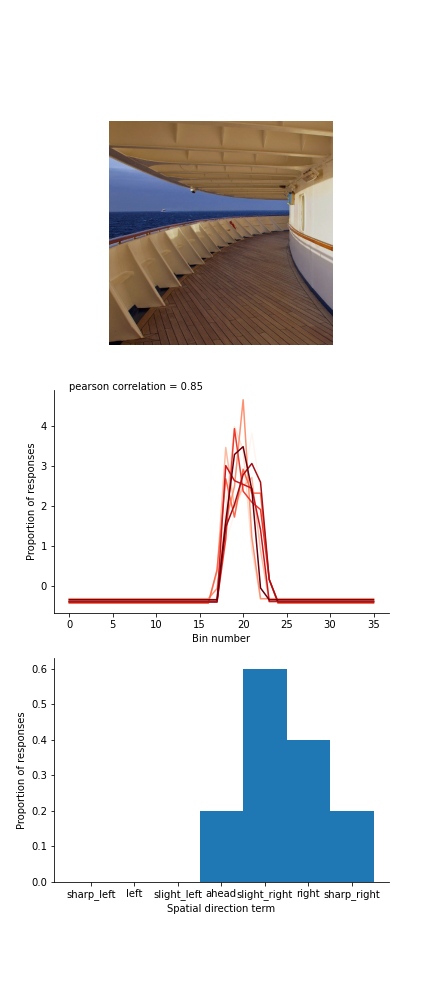 pearson correlation = 0.85
4
3
2
1
0
Proportion of responses
0 5 10 15 20 25 30 35
Bin number
0.6
0.5
0.4
0.3
0.2
0.1
0.0
Proportion of responses
sharp_left left slight_left ahead slight_right right sharp_right
Spatial direction term